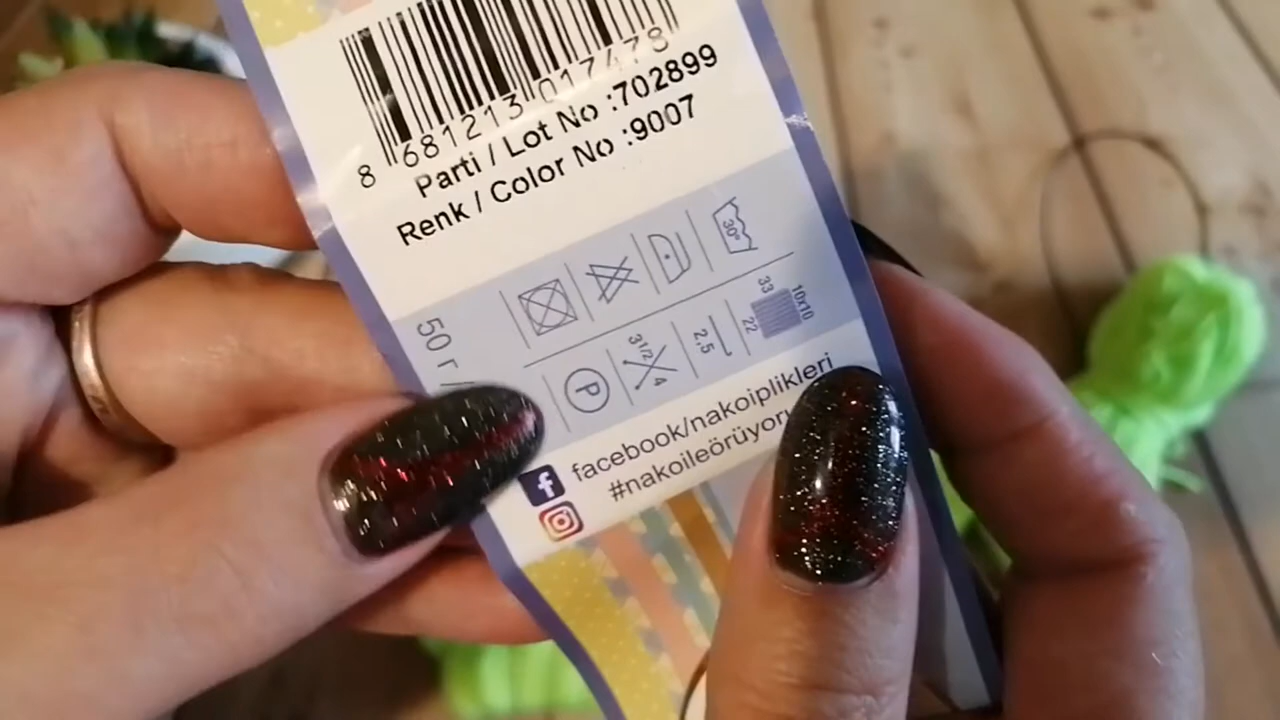 8 681213 017478
Parti / Lot No :702899
Renk / Color No :9007
30°
33
10x10
22
2,5
3 1/2
4
P
50 г /
facebook/nakoiplikleri
#nakoileörüyor